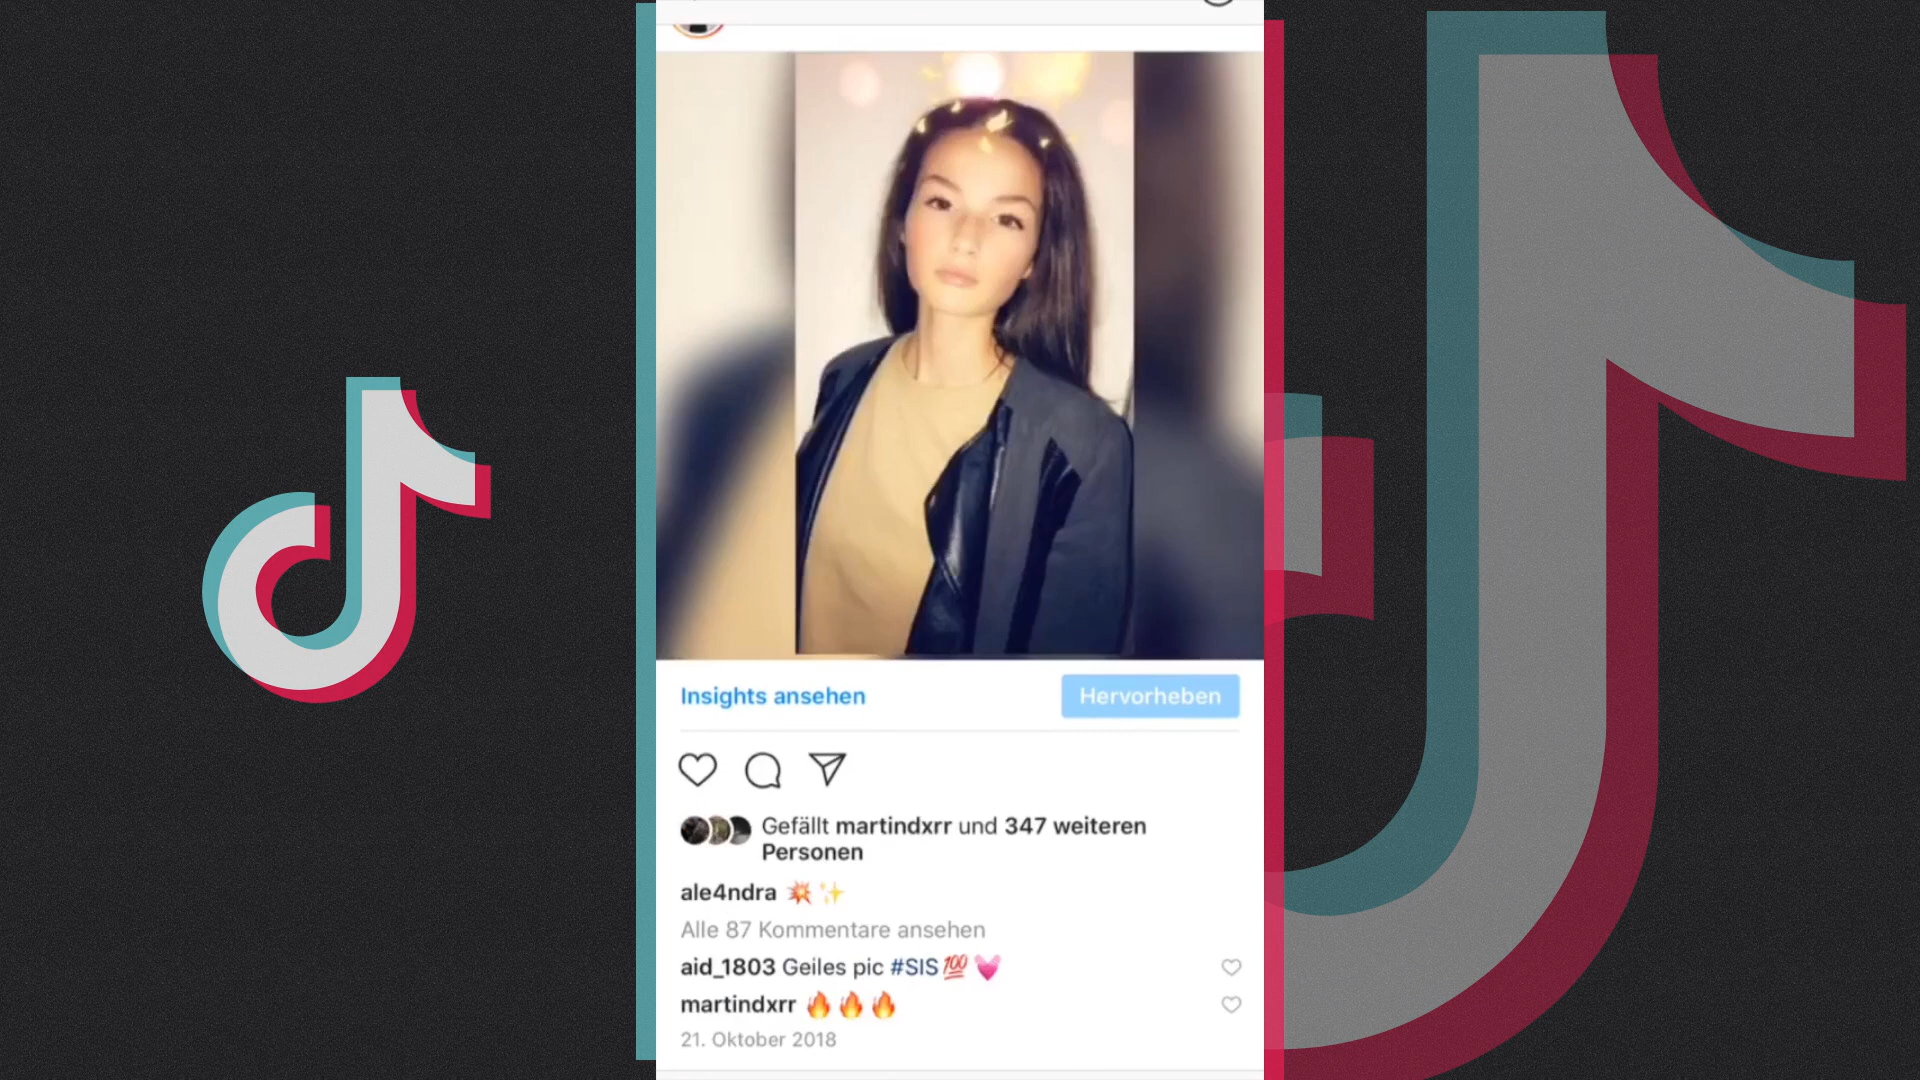 Insights ansehen
Hervorheben
Gefällt martindxrr und 347 weiteren
Personen
ale4ndra 💥✨
Alle 87 Kommentare ansehen
aid_1803 Geiles pic #SIS💯💓
martindxrr 🔥🔥🔥
21. Oktober 2018